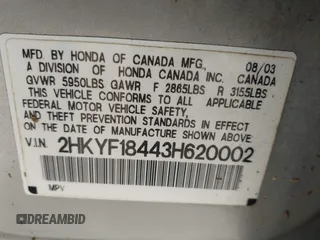 MFD. BY HONDA OF CANADA MFG., 08/03
A DIVISION OF HONDA CANADA INC. CANADA
GVWR 5950LBS GAWR F 2865LBS R 3155LBS
THIS VEHICLE CONFORMS TO ALL APPLICABLE
FEDERAL MOTOR VEHICLE SAFETY,
AND THEFT PREVENTION STANDARDS
IN EFFECT ON THE DATE OF MANUFACTURE
SHOWN ABOVE.
V.I.N. 2HKYF18443H620002
MPV
DREAMBID